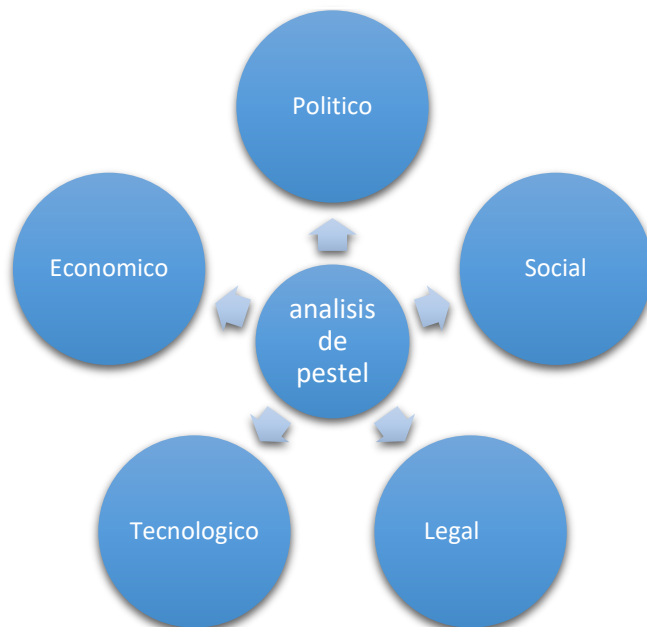 Politico
Economico
Social
analisis
de
pestel
Tecnologico
Legal